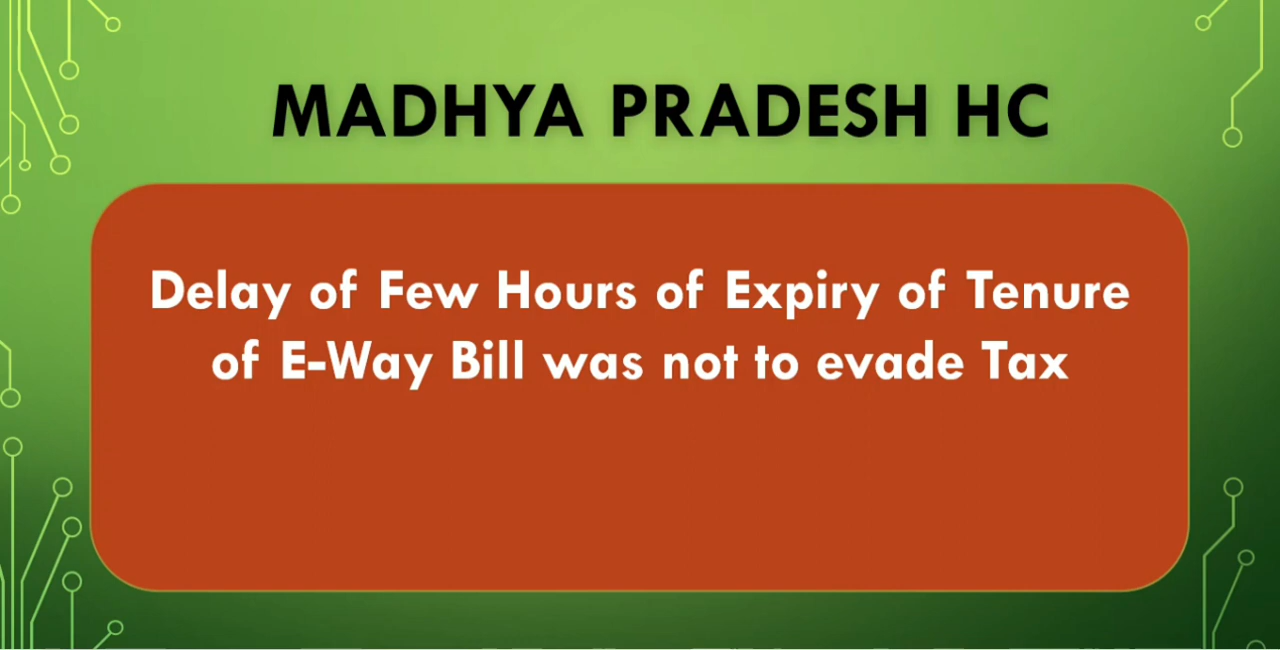 MADHYA PRADESH HC
Delay of Few Hours of Expiry of Tenure
of E-Way Bill was not to evade Tax